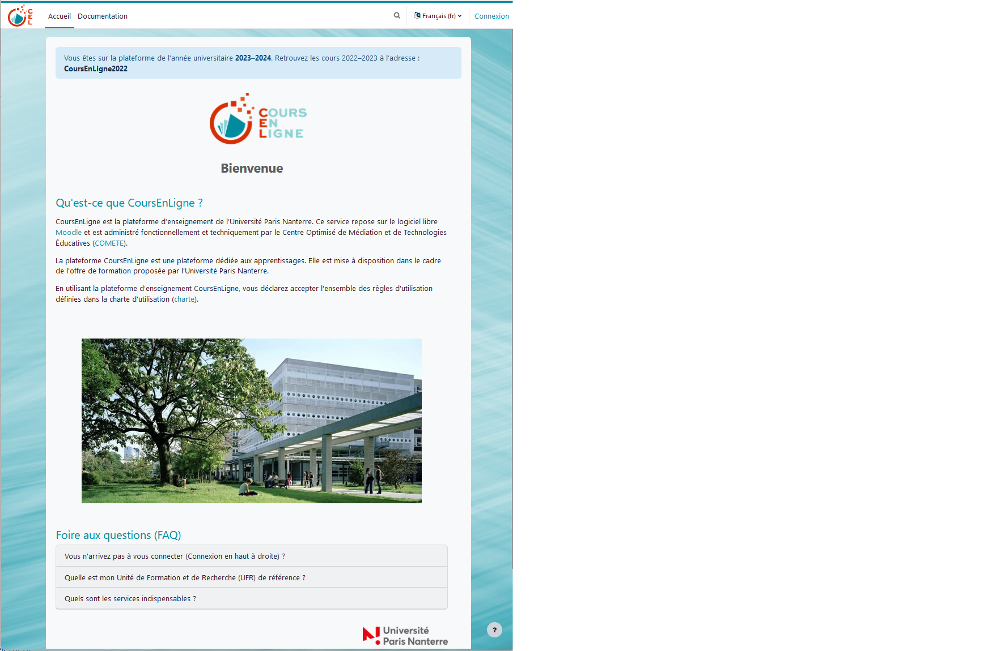 C
E
L
Accueil Documentation Français (fr) Connexion
Vous êtes sur la plateforme de l'année universitaire 2023–2024. Retrouvez les cours 2022–2023 à l'adresse :
CoursEnLigne2022
COURS
EN
LIGNE
Bienvenue
Qu'est-ce que CoursEnLigne ?
CoursEnLigne est la plateforme d'enseignement de l'Université Paris Nanterre. Ce service repose sur le logiciel libre
Moodle et est administré fonctionnellement et techniquement par le Centre Optimisé de Médiation et de Technologies
Éducatives (COMETE).
La plateforme CoursEnLigne est une plateforme dédiée aux apprentissages. Elle est mise à disposition dans le cadre
de l'offre de formation proposée par l'Université Paris Nanterre.
En utilisant la plateforme d'enseignement CoursEnLigne, vous déclarez accepter l'ensemble des règles d'utilisation
définies dans la charte d'utilisation (charte).
Foire aux questions (FAQ)
Vous n'arrivez pas à vous connecter (Connexion en haut à droite) ?
Quelle est mon Unité de Formation et de Recherche (UFR) de référence ?
Quels sont les services indispensables ?
Université
Paris Nanterre
?